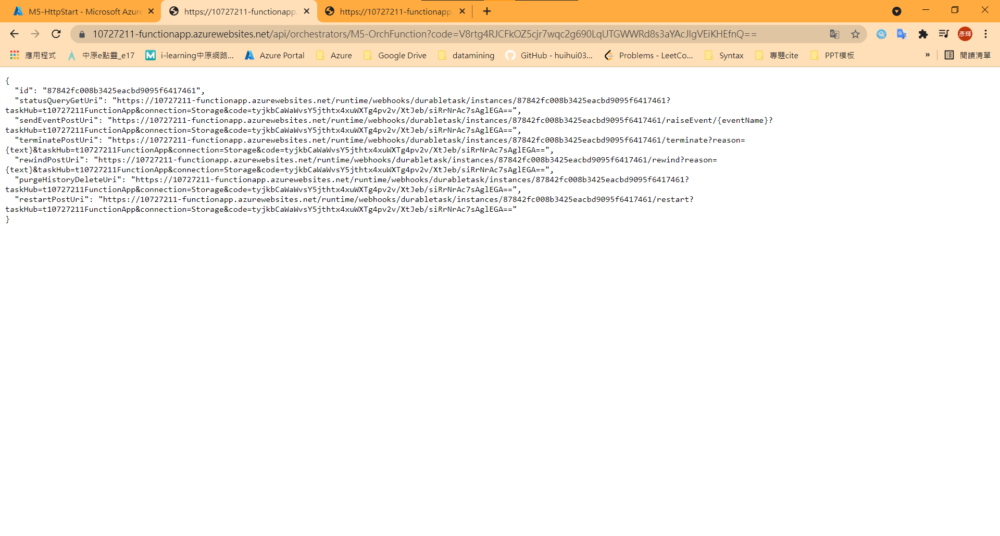 M5-HttpStart - Microsoft Azure
https://10727211-functionapp.
https://10727211-functionapp.
10727211-functionapp.azurewebsites.net/api/orchestrators/M5-OrchFunction?code=V8rtg4RJCFkOZ5cjr7wqc2g690LqUTGWWRd8s3aYAcJIgVEiKHEfnQ==
彥輝
應用程式
中原e點靈_e17
i-learning中原網路...
Azure Portal
Azure
Google Drive
datamining
GitHub - huihui03...
Problems - LeetCo...
Syntax
專題cite
PPT模板
»
閱讀清單
{
"id": "87842fc008b3425eacbd9095f6417461",
"statusQueryGetUri": "https://10727211-functionapp.azurewebsites.net/runtime/webhooks/durabletask/instances/87842fc008b3425eacbd9095f6417461?
taskHub=t10727211FunctionApp&connection=Storage&code=tyjkbCaWaWvsY5jthtx4xuWXTg4pv2v/XtJeb/siRrNrAc7sAglEGA==",
"sendEventPostUri": "https://10727211-functionapp.azurewebsites.net/runtime/webhooks/durabletask/instances/87842fc008b3425eacbd9095f6417461/raiseEvent/{eventName}?
taskHub=t10727211FunctionApp&connection=Storage&code=tyjkbCaWaWvsY5jthtx4xuWXTg4pv2v/XtJeb/siRrNrAc7sAglEGA==",
"terminatePostUri": "https://10727211-functionapp.azurewebsites.net/runtime/webhooks/durabletask/instances/87842fc008b3425eacbd9095f6417461/terminate?reason=
{text}&taskHub=t10727211FunctionApp&connection=Storage&code=tyjkbCaWaWvsY5jthtx4xuWXTg4pv2v/XtJeb/siRrNrAc7sAglEGA==",
"rewindPostUri": "https://10727211-functionapp.azurewebsites.net/runtime/webhooks/durabletask/instances/87842fc008b3425eacbd9095f6417461/rewind?reason=
{text}&taskHub=t10727211FunctionApp&connection=Storage&code=tyjkbCaWaWvsY5jthtx4xuWXTg4pv2v/XtJeb/siRrNrAc7sAglEGA==",
"purgeHistoryDeleteUri": "https://10727211-functionapp.azurewebsites.net/runtime/webhooks/durabletask/instances/87842fc008b3425eacbd9095f6417461?
taskHub=t10727211FunctionApp&connection=Storage&code=tyjkbCaWaWvsY5jthtx4xuWXTg4pv2v/XtJeb/siRrNrAc7sAglEGA==",
"restartPostUri": "https://10727211-functionapp.azurewebsites.net/runtime/webhooks/durabletask/instances/87842fc008b3425eacbd9095f6417461/restart?
taskHub=t10727211FunctionApp&connection=Storage&code=tyjkbCaWaWvsY5jthtx4xuWXTg4pv2v/XtJeb/siRrNrAc7sAglEGA=="
}